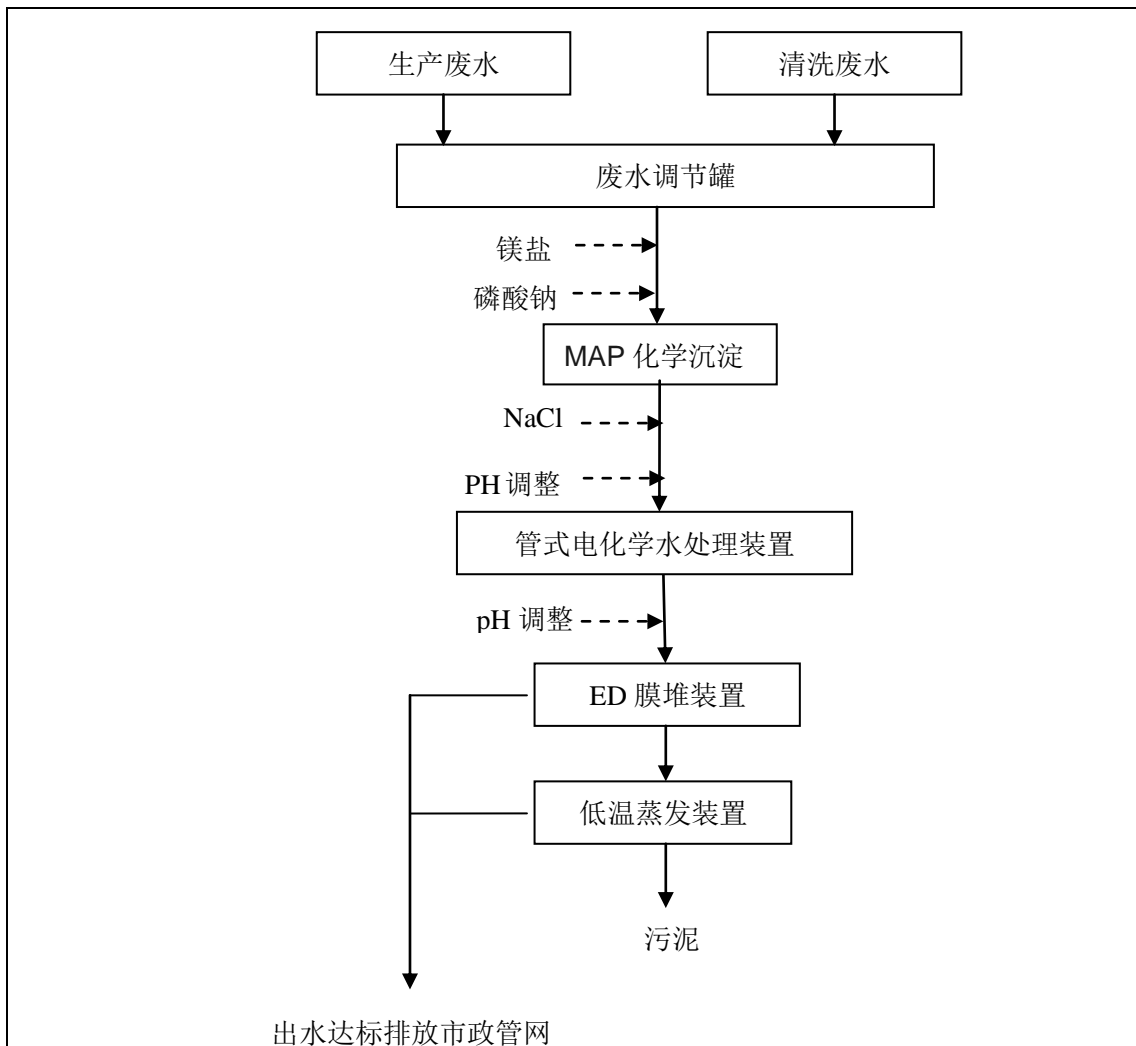 生产废水
清洗废水
废水调节罐
镁盐
磷酸钠
MAP 化学沉淀
NaCl
PH 调整
管式电化学水处理装置
pH 调整
ED 膜堆装置
低温蒸发装置
污泥
出水达标排放市政管网